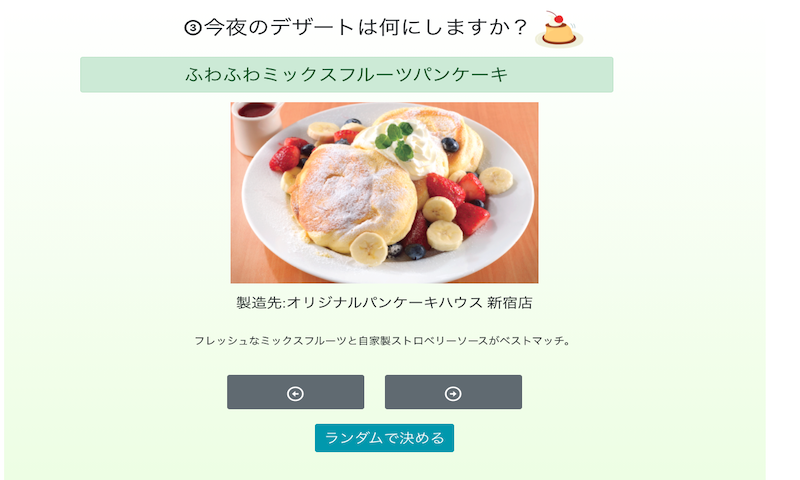 ③今夜のデザートは何にしますか？
ふわふわミックスフルーツパンケーキ
製造先:オリジナルパンケーキハウス 新宿店
フレッシュなミックスフルーツと自家製ストロベリーソースがベストマッチ。
ランダムで決める